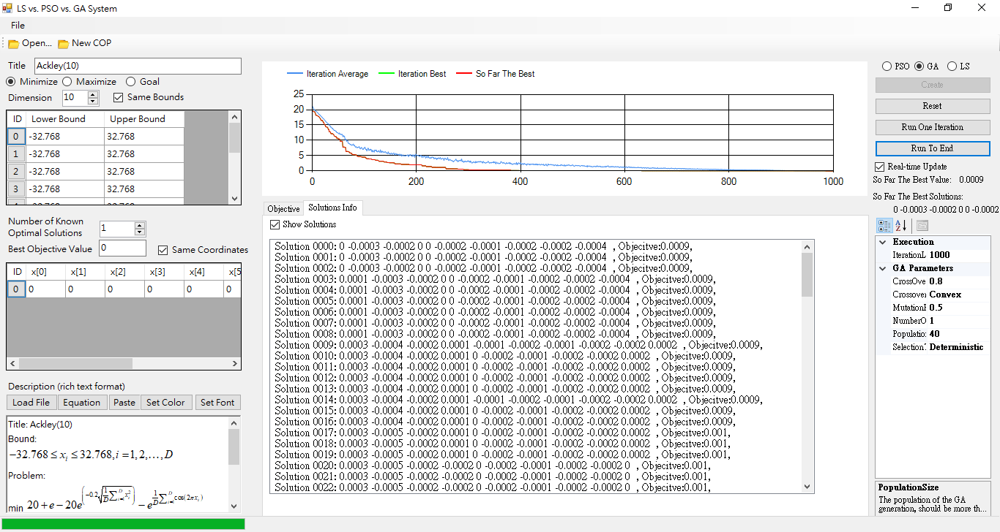 LS vs. PSO vs. GA System
File
Open... New COP
Title Ackley(10)
Minimize Maximize Goal
Dimension 10 Same Bounds
ID Lower Bound Upper Bound
0 -32.768 32.768
1 -32.768 32.768
2 -32.768 32.768
3 -32.768 32.768
Number of Known
Optimal Solutions 1
Best Objective Value 0 Same Coordinates
ID x[0] x[1] x[2] x[3] x[4] x[5
0 0 0 0 0 0 0
Description (rich text format)
Load File Equation Paste Set Color Set Font
Title: Ackley(10)
Bound:
−32.768 ≤ xᵢ ≤ 32.768, i = 1, 2, …, D
Problem:
min 20 + e − 20e^(−0.2√(1/D ∑ᵢ₌₁ᴰ xᵢ²)) − e^(1/D ∑ᵢ₌₁ᴰ cos(2πxᵢ))
Iteration Average Iteration Best So Far The Best
25
20
15
10
5
0
0 200 400 600 800 1000
Objective Solutions Info
Show Solutions
Solution 0000: 0 -0.0003 -0.0002 0 0 -0.0002 -0.0001 -0.0002 -0.0002 -0.0004 , Objecitve:0.0009,
Solution 0001: 0 -0.0003 -0.0002 0 0 -0.0002 -0.0001 -0.0002 -0.0002 -0.0004 , Objecitve:0.0009,
Solution 0002: 0 -0.0003 -0.0002 0 0 -0.0002 -0.0001 -0.0002 -0.0002 -0.0004 , Objecitve:0.0009,
Solution 0003: 0.0001 -0.0003 -0.0002 0 0 -0.0002 -0.0001 -0.0002 -0.0002 -0.0004 , Objecitve:0.0009,
Solution 0004: 0.0001 -0.0003 -0.0002 0 0 -0.0002 -0.0001 -0.0002 -0.0002 -0.0004 , Objecitve:0.0009,
Solution 0005: 0.0001 -0.0003 -0.0002 0 0 -0.0002 -0.0001 -0.0002 -0.0002 -0.0004 , Objecitve:0.0009,
Solution 0006: 0.0001 -0.0003 -0.0002 0 0 -0.0002 -0.0001 -0.0002 -0.0002 -0.0004 , Objecitve:0.0009,
Solution 0007: 0.0001 -0.0003 -0.0002 0 0 -0.0002 -0.0001 -0.0002 -0.0002 -0.0004 , Objecitve:0.0009,
Solution 0008: 0.0001 -0.0003 -0.0002 0 0 -0.0002 -0.0001 -0.0002 -0.0002 -0.0004 , Objecitve:0.0009,
Solution 0009: 0.0003 -0.0004 -0.0002 0.0001 -0.0001 -0.0002 -0.0001 -0.0002 -0.0002 0.0002 , Objecitve:0.0009,
Solution 0010: 0.0003 -0.0004 -0.0002 0.0001 0 -0.0002 -0.0001 -0.0002 -0.0002 0.0002 , Objecitve:0.0009,
Solution 0011: 0.0003 -0.0004 -0.0002 0.0001 0 -0.0002 -0.0001 -0.0002 -0.0002 0.0002 , Objecitve:0.0009,
Solution 0012: 0.0003 -0.0004 -0.0002 0.0001 0 -0.0002 -0.0001 -0.0002 -0.0002 0.0002 , Objecitve:0.0009,
Solution 0013: 0.0003 -0.0004 -0.0002 0.0001 0 -0.0002 -0.0001 -0.0002 -0.0002 0.0002 , Objecitve:0.0009,
Solution 0014: 0.0003 -0.0004 -0.0002 0.0001 -0.0001 -0.0002 -0.0001 -0.0002 -0.0002 0.0002 , Objecitve:0.0009,
Solution 0015: 0.0003 -0.0004 -0.0002 0.0001 0 -0.0002 -0.0001 -0.0002 -0.0002 0.0002 , Objecitve:0.0009,
Solution 0016: 0.0003 -0.0004 -0.0002 0.0001 0 -0.0002 -0.0001 -0.0002 -0.0002 0.0002 , Objecitve:0.0009,
Solution 0017: 0.0003 -0.0005 -0.0002 0.0001 0 -0.0002 -0.0001 -0.0002 -0.0002 0.0002 , Objecitve:0.001,
Solution 0018: 0.0003 -0.0005 -0.0002 0.0001 0 -0.0002 -0.0001 -0.0002 -0.0002 0.0002 , Objecitve:0.001,
Solution 0019: 0.0003 -0.0005 -0.0002 0.0001 0 -0.0002 -0.0001 -0.0002 -0.0002 0.0002 , Objecitve:0.001,
Solution 0020: 0.0003 -0.0005 -0.0002 -0.0002 0 -0.0002 -0.0001 -0.0002 -0.0002 0 , Objecitve:0.001,
Solution 0021: 0.0003 -0.0005 -0.0002 -0.0002 0 -0.0002 -0.0001 -0.0002 -0.0002 0 , Objecitve:0.001,
Solution 0022: 0.0003 -0.0005 -0.0002 -0.0002 0 -0.0002 -0.0001 -0.0002 -0.0002 0 , Objecitve:0.001,
PSO GA LS
Create
Reset
Run One Iteration
Run To End
Real-time Update
So Far The Best Value: 0.0009
So Far The Best Solutions:
0 -0.0003 -0.0002 0 0 -0.0002
Execution
IterationL 1000
GA Parameters
CrossOve 0.8
Crossover Convex
MutationR 0.5
NumberO 1
Populatio 40
Selection Deterministic
PopulationSize
The population of the GA
generation, should be more th...